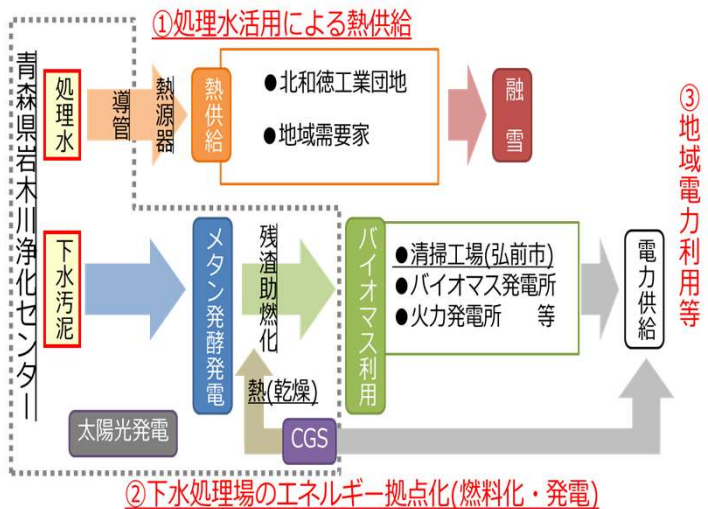 ①処理水活用による熱供給
青森県岩木川浄化センター
処理水
導管
熱源器
熱供給
●北和徳工業団地
●地域需要家
融雪
③地域電力利用等
下水汚泥
メタン発酵発電
残渣助燃化
バイオマス利用
●清掃工場(弘前市)
●バイオマス発電所
●火力発電所　等
電力供給
熱(乾燥)
太陽光発電
CGS
②下水処理場のエネルギー拠点化(燃料化・発電)